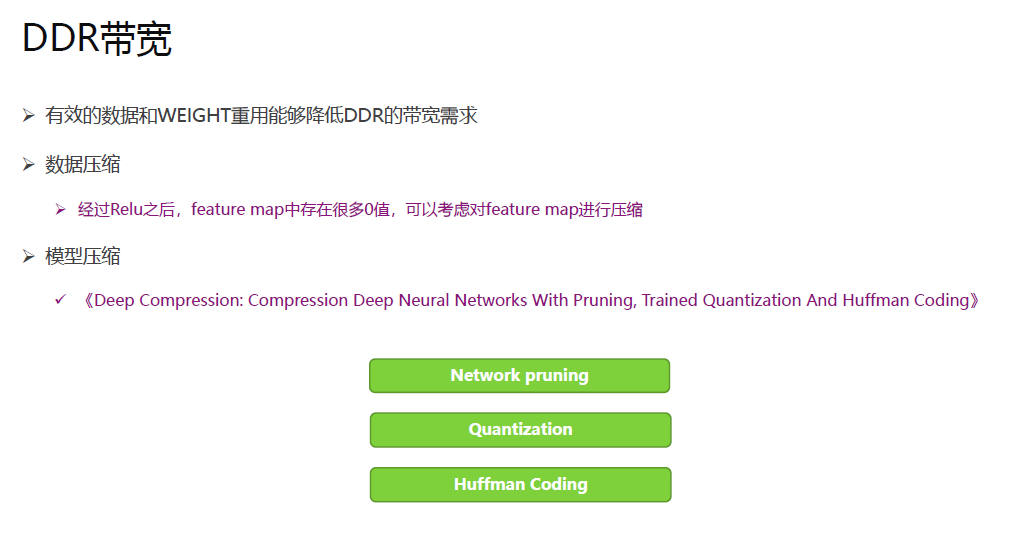 DDR带宽
有效的数据和WEIGHT重用能够降低DDR的带宽需求
数据压缩
经过Relu之后，feature map中存在很多0值，可以考虑对feature map进行压缩
模型压缩
《Deep Compression: Compression Deep Neural Networks With Pruning, Trained Quantization And Huffman Coding》
Network pruning
Quantization
Huffman Coding